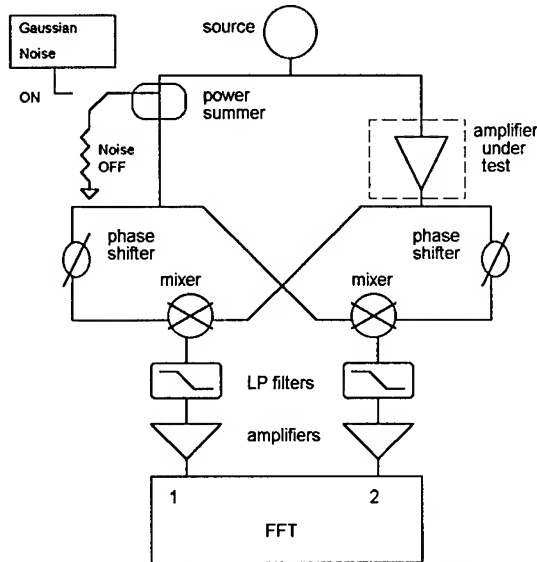 Gaussian
Noise
source
ON
power
summer
Noise
OFF
amplifier
under
test
phase
shifter
phase
shifter
mixer
mixer
LP filters
amplifiers
1
2
FFT